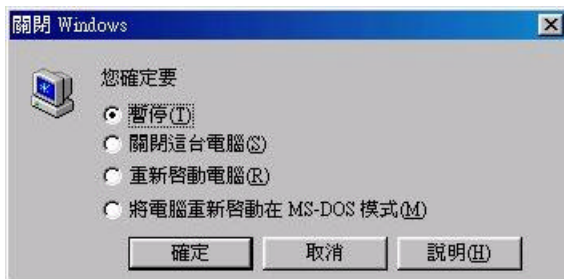 關閉 Windows
您確定要
暫停(T)
關閉這台電腦(S)
重新啓動電腦(R)
將電腦重新啓動在 MS-DOS 模式(M)
確定 取消 說明(H)